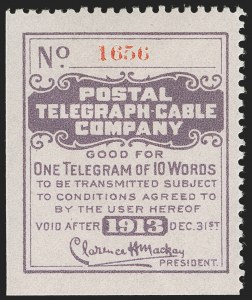 No. 1656
POSTAL
TELEGRAPH-CABLE
COMPANY
GOOD FOR
ONE TELEGRAM OF 10 WORDS
TO BE TRANSMITTED SUBJECT
TO CONDITIONS AGREED TO
BY THE USER HEREOF
VOID AFTER 1913 DEC. 31ST
Clarence H Mackay
PRESIDENT.